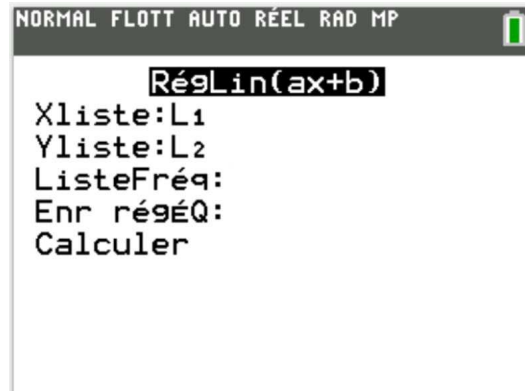 NORMAL FLOTT AUTO RÉEL RAD MP
RégLin(ax+b)
Xliste:L₁
Yliste:L₂
ListeFréq:
Enr régÉQ:
Calculer